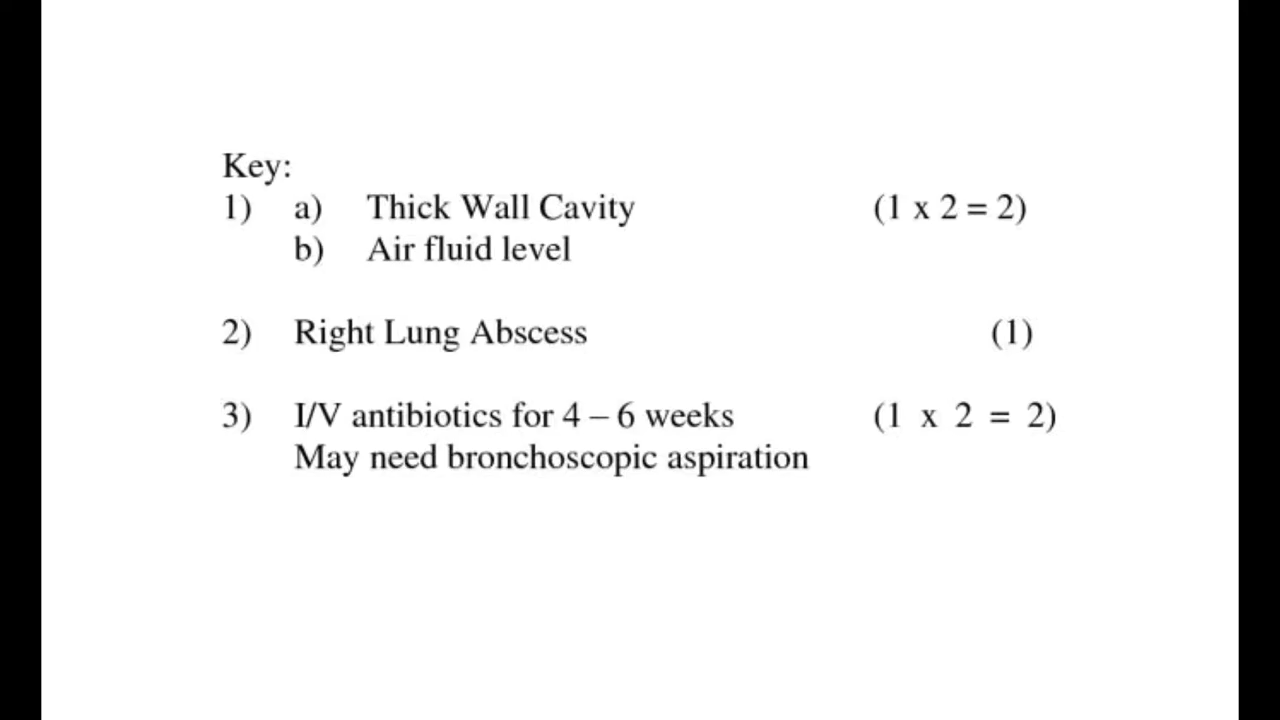 Key:
1) a) Thick Wall Cavity (1 x 2 = 2)
b) Air fluid level
2) Right Lung Abscess (1)
3) I/V antibiotics for 4 – 6 weeks (1 x 2 = 2)
May need bronchoscopic aspiration